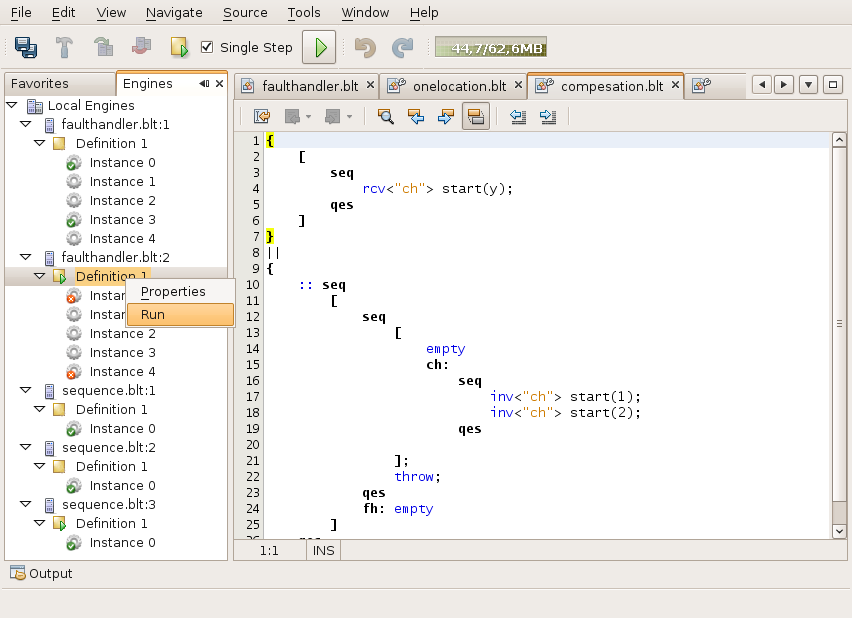 File Edit View Navigate Source Tools Window Help
Single Step 44,7/62,6MB
Favorites Engines
faulthandler.blt onelocation.blt compesation.blt
Local Engines
faulthandler.blt:1
Definition 1
Instance 0
Instance 1
Instance 2
Instance 3
Instance 4
faulthandler.blt:2
Definition 1
Properties
Run
Instance 2
Instance 3
Instance 4
sequence.blt:1
Definition 1
Instance 0
sequence.blt:2
Definition 1
Instance 0
sequence.blt:3
Definition 1
Instance 0
1 {
2 [
3 seq
4 rcv<"ch"> start(y);
5 qes
6 ]
7 }
8 ||
9 {
10 :: seq
11 [
12 seq
13 [
14 empty
15 ch:
16 seq
17 inv<"ch"> start(1);
18 inv<"ch"> start(2);
19 qes
20
21 ];
22 throw;
23 qes
24 fh: empty
25 ]
1:1 INS
Output